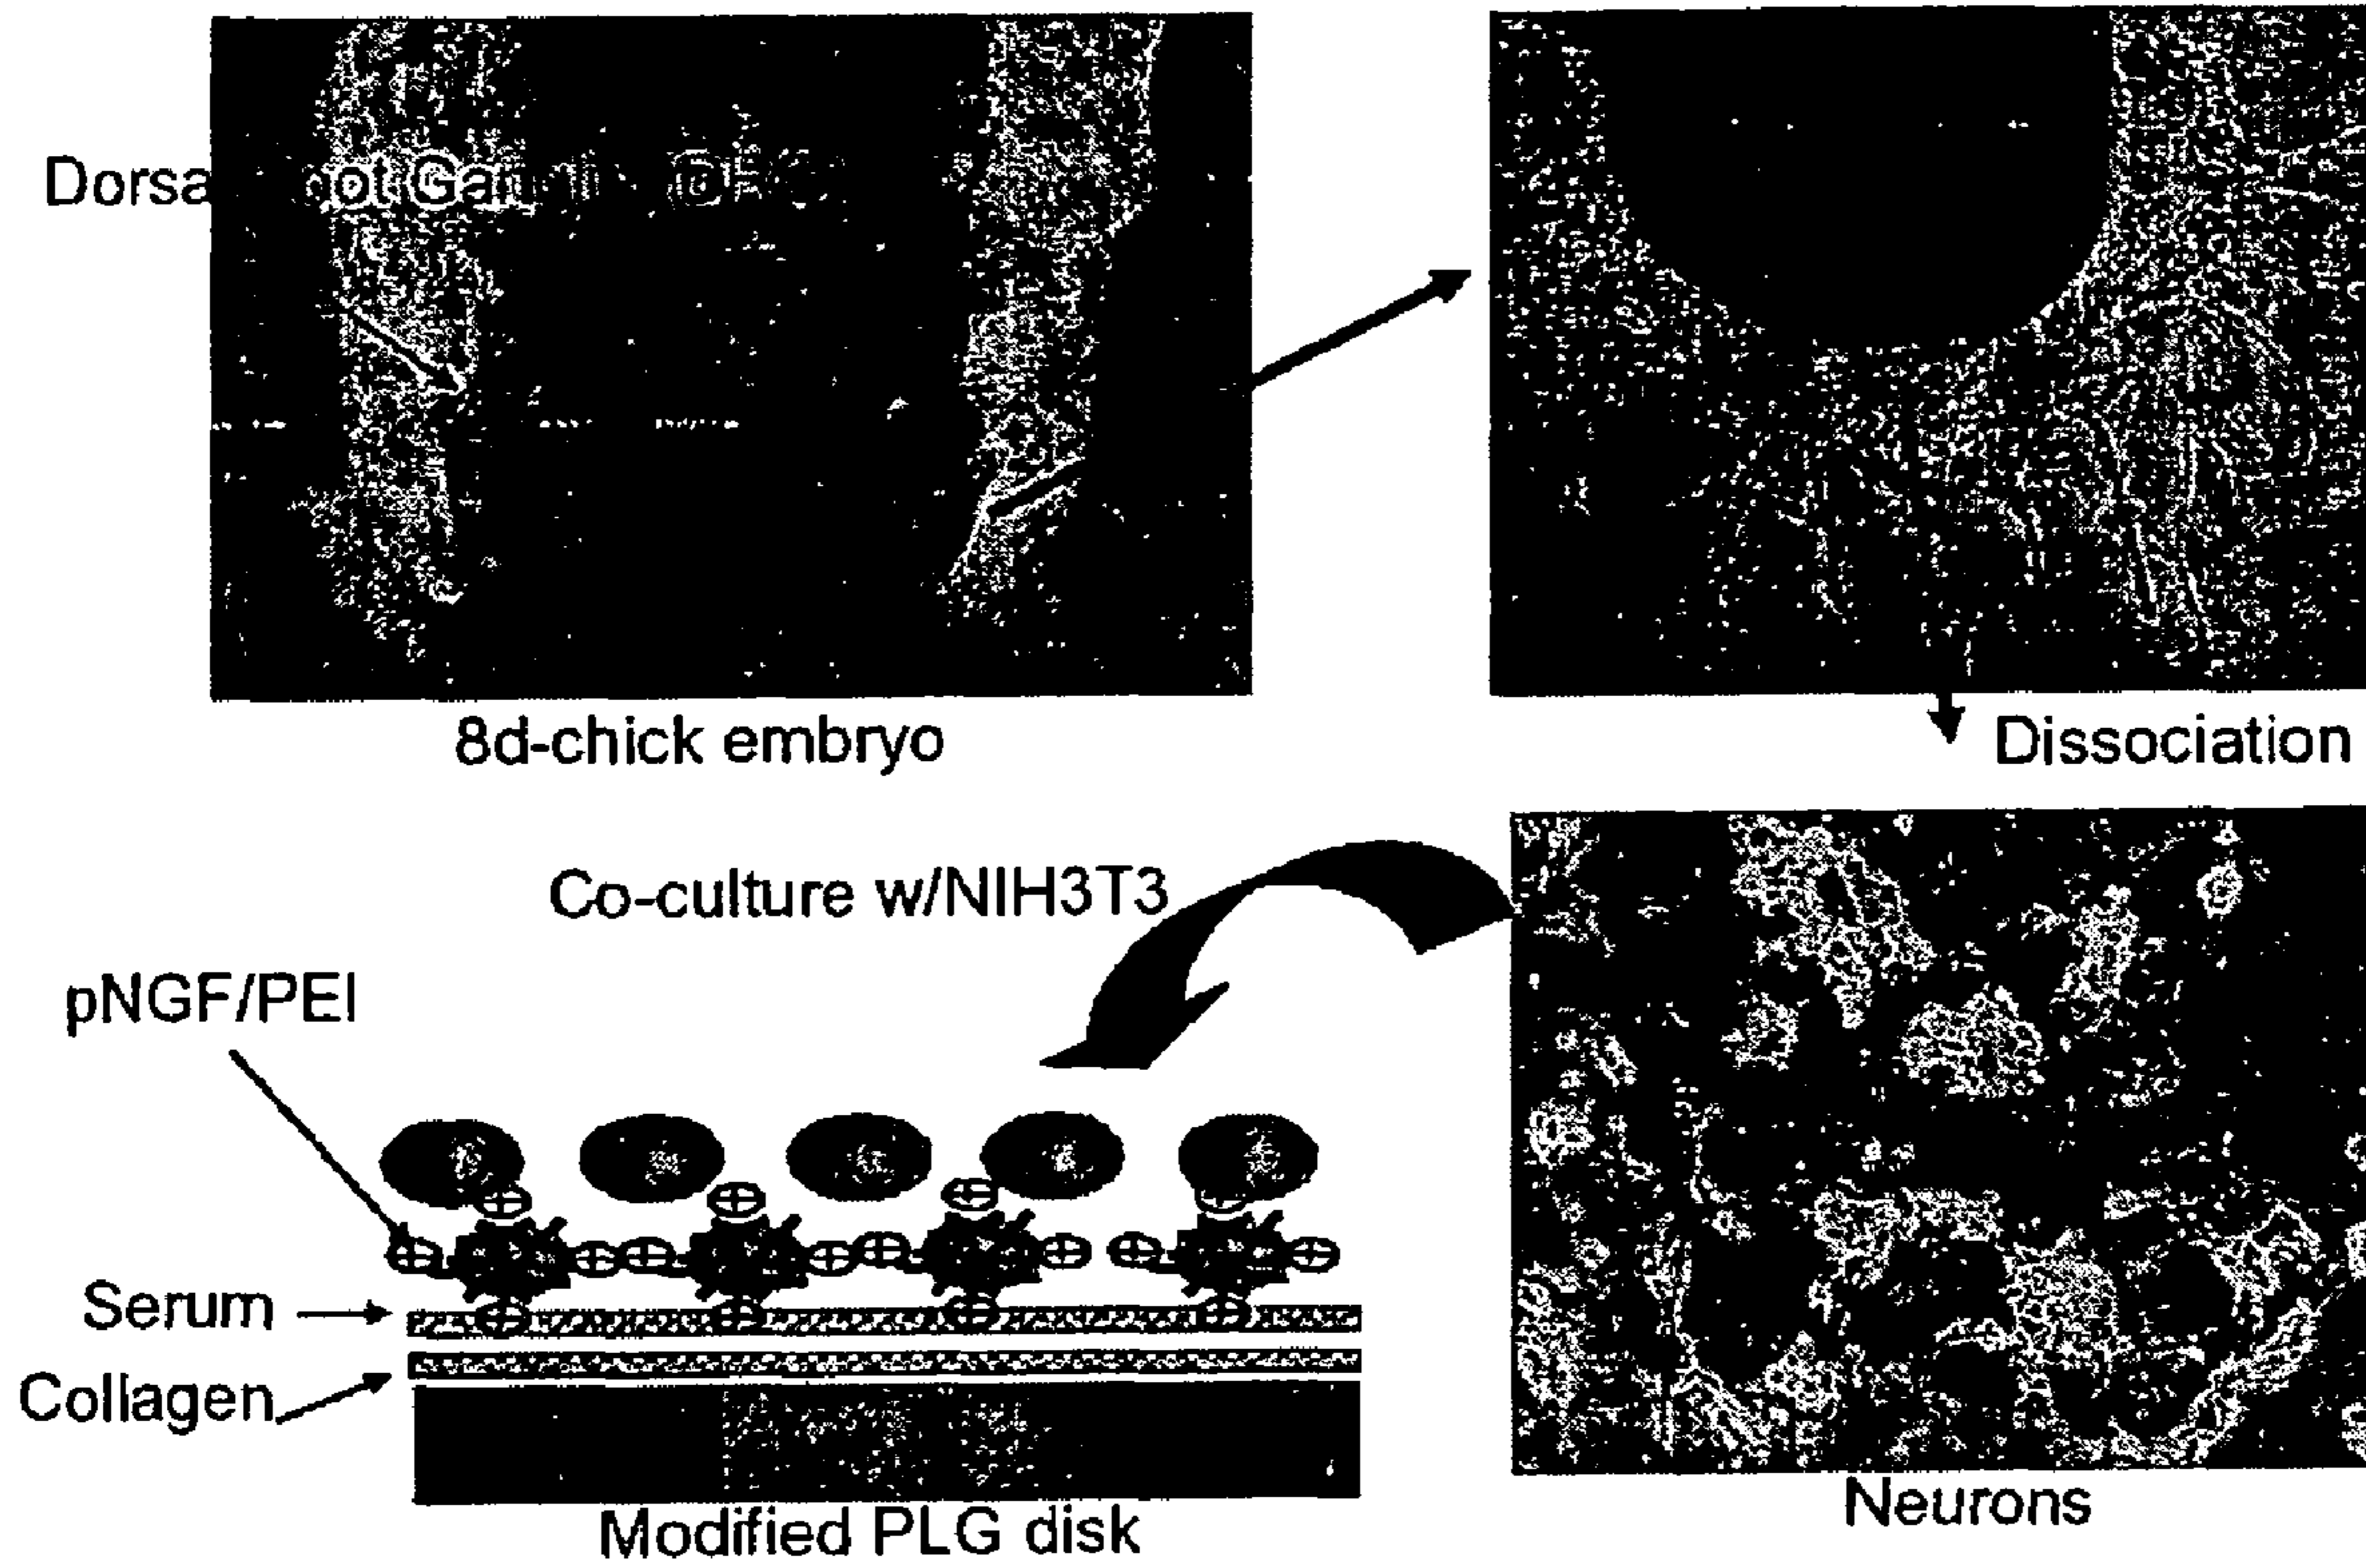 8d-chick embryo
Dissociation
Co-culture w/NIH3T3
pNGF/PEI
Serum
Collagen
Modified PLG disk
Neurons